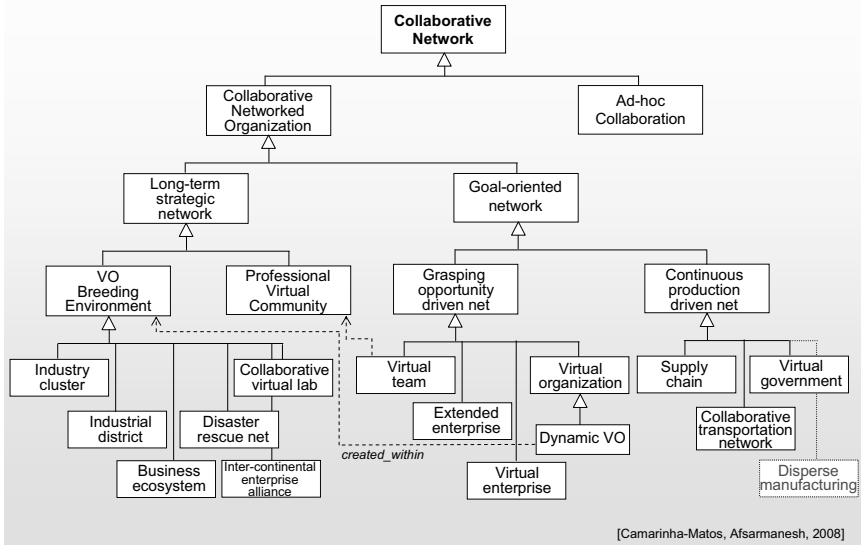 Collaborative
Network
Collaborative
Networked
Organization
Ad-hoc
Collaboration
Long-term
strategic
network
Goal-oriented
network
VO
Breeding
Environment
Professional
Virtual
Community
Grasping
opportunity
driven net
Continuous
production
driven net
Industry
cluster
Collaborative
virtual lab
Virtual
team
Virtual
organization
Supply
chain
Virtual
government
Industrial
district
Disaster
rescue net
Extended
enterprise
Dynamic VO
Collaborative
transportation
network
created_within
Business
ecosystem
Inter-continental
enterprise
alliance
Virtual
enterprise
Disperse
manufacturing
[Camarinha-Matos, Afsarmanesh, 2008]